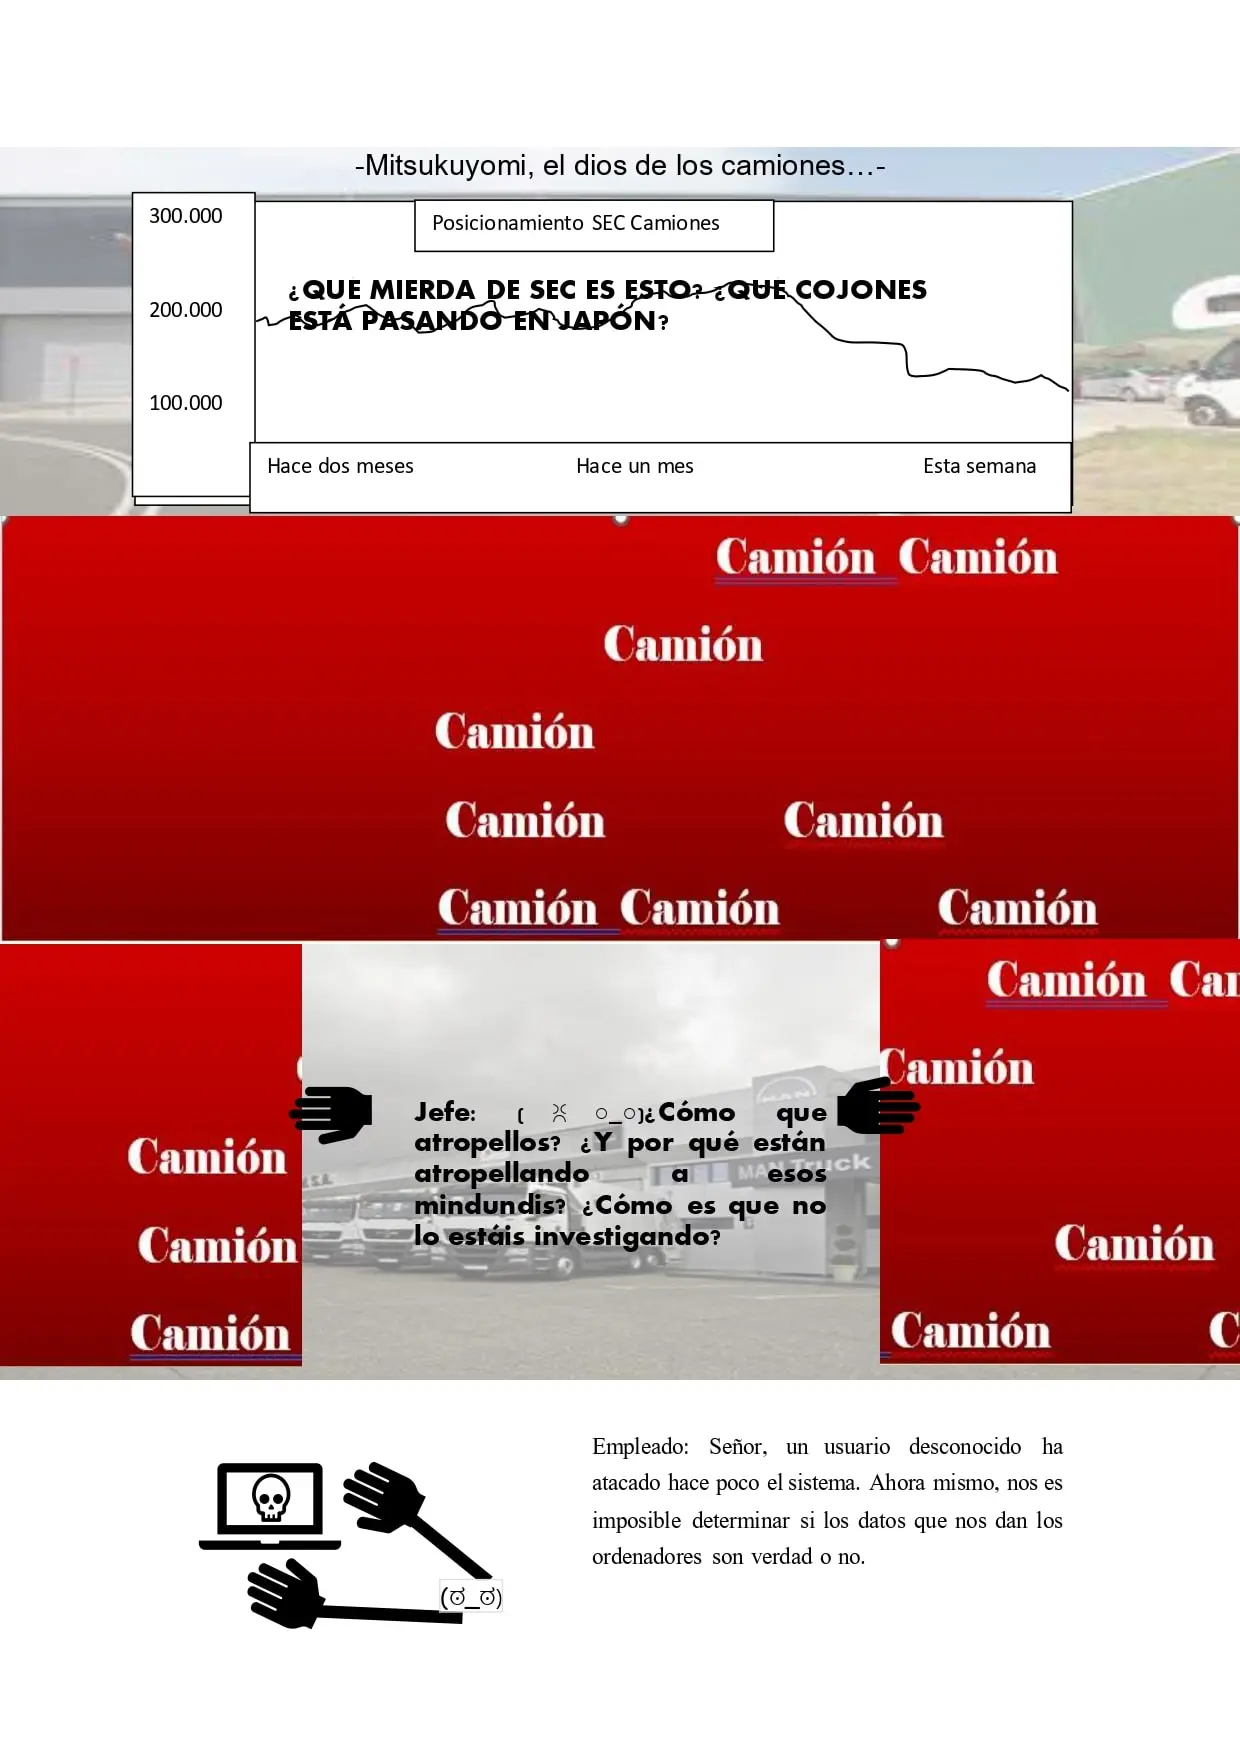 -Mitsukuyomi, el dios de los camiones...-
300.000
Posicionamiento SEC Camiones
¿QUE MIERDA DE SEC ES ESTO? ¿QUE COJONES
200.000
ESTÁ PASANDO EN JAPÓN?
100.000
Hace dos meses Hace un mes Esta semana
Camión Camión
Camión
Camión
Camión Camión
Camión Camión Camión
Camión Cam
Camión
MAN
Jefe: ( ○_○)¿Cómo que
atropellos? ¿Y por qué están
atropellando a esos
mindundis? ¿Cómo es que no
lo estáis investigando?
MAN Truck
S.A.
Camión
Camión
Camión
Camión
Camión C
Empleado: Señor, un usuario desconocido ha
atacado hace poco el sistema. Ahora mismo, nos es
imposible determinar si los datos que nos dan los
ordenadores son verdad o no.
(ಠ_ಠ)